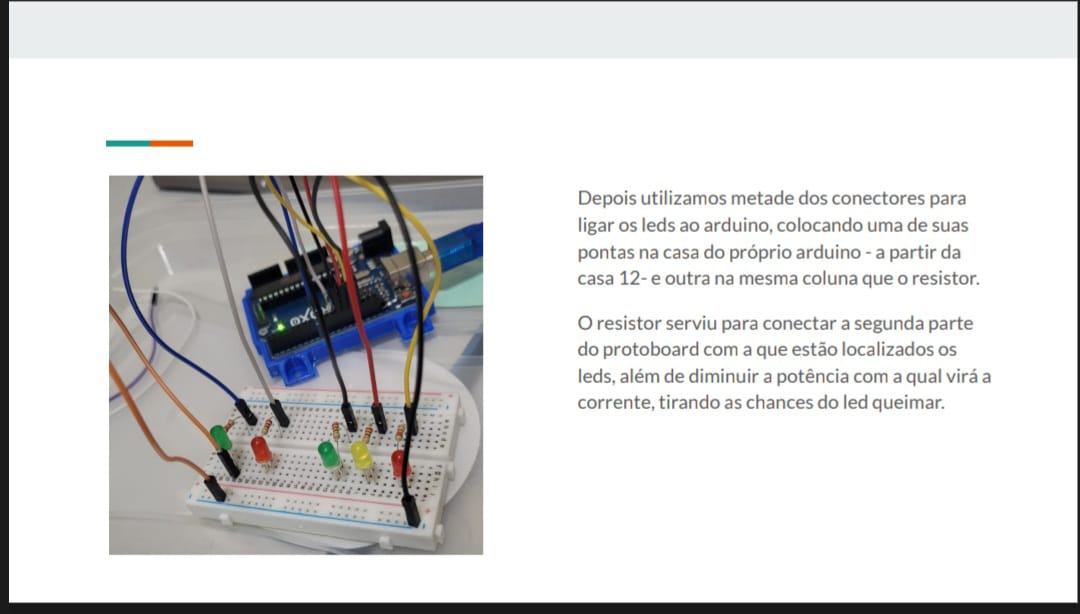 Depois utilizamos metade dos conectores para
ligar os leds ao arduino, colocando uma de suas
pontas na casa do próprio arduino - a partir da
casa 12- e outra na mesma coluna que o resistor.
O resistor serviu para conectar a segunda parte
do protoboard com a que estão localizados os
leds, além de diminuir a potência com a qual virá a
corrente, tirando as chances do led queimar.